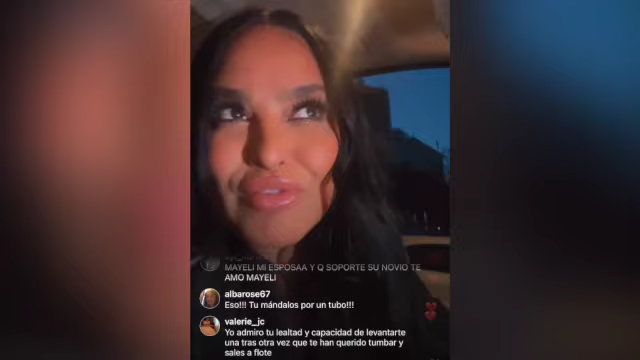 MAYELI MI ESPOSAA Y Q SOPORTE SU NOVIO TE
AMO MAYELI
albarose67
Eso!!! Tu mándalos por un tubo!!!
valerie_jc
Yo admiro tu lealtad y capacidad de levantarte
una tras otra vez que te han querido tumbar y
sales a flote